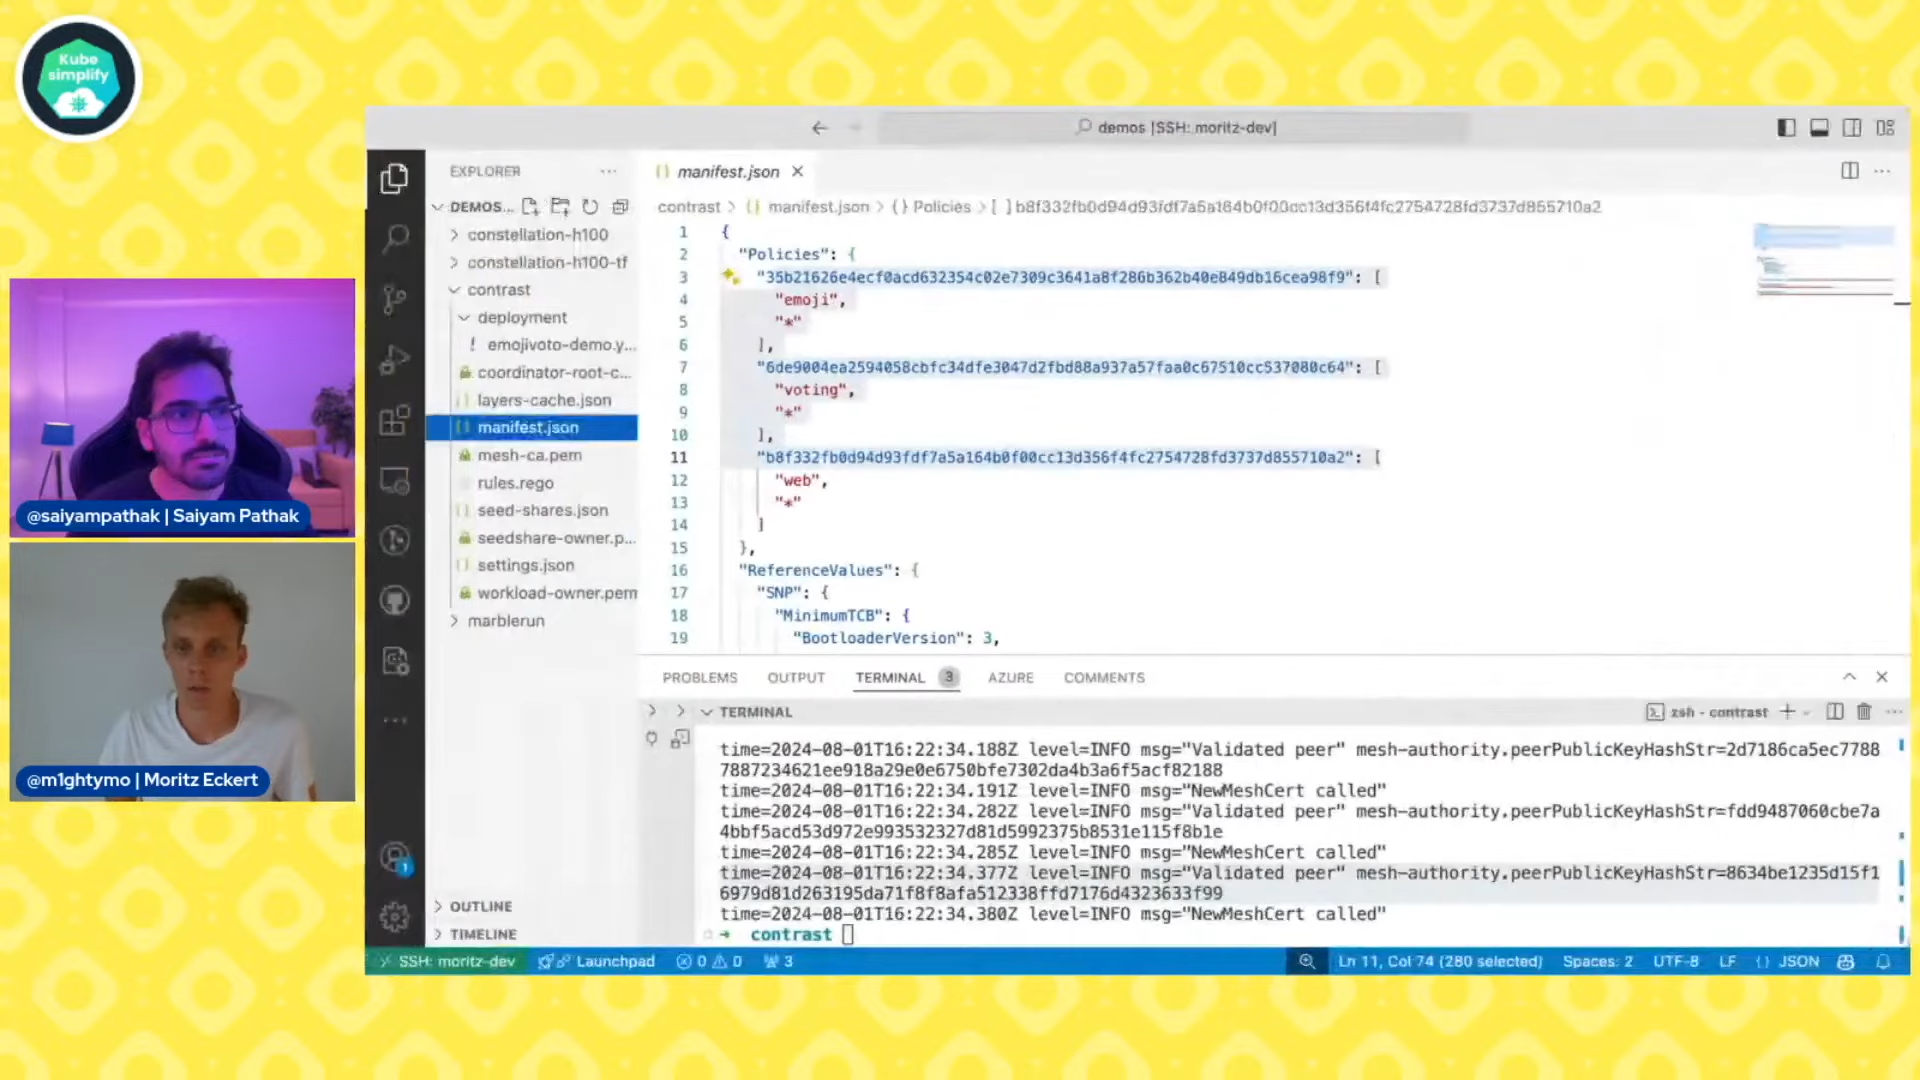 Kube
simplify
demos [SSH: moritz-dev]
EXPLORER
DEMOS...
constellation-h100
constellation-h100-tf
contrast
deployment
emojivoto-demo.y...
coordinator-root-c...
layers-cache.json
manifest.json
mesh-ca.pem
rules.rego
seed-shares.json
seedshare-owner.p...
settings.json
workload-owner.pem
marblerun
OUTLINE
TIMELINE
manifest.json
contrast > {} manifest.json > {} Policies > [ ] b8f332fb0d94d93fdf7a5a164b0f00cc13d356f4fc2754728fd3737d855710a2
1 {
2 "Policies": {
3 "35b21626e4ecf0acd632354c02e7309c3641a8f286b362b40e849db16cea98f9": [
4 "emoji",
5 "*"
6 ],
7 "6de9004ea2594058cbfc34dfe3047d2fbd88a937a57faa0c67510cc537080c64": [
8 "voting",
9 "*"
10 ],
11 "b8f332fb0d94d93fdf7a5a164b0f00cc13d356f4fc2754728fd3737d855710a2": [
12 "web",
13 "*"
14 ]
15 },
16 "ReferenceValues": {
17 "SNP": {
18 "MinimumTCB": {
19 "BootloaderVersion": 3,
PROBLEMS OUTPUT TERMINAL 3 AZURE COMMENTS
TERMINAL
zsh - contrast
time=2024-08-01T16:22:34.188Z level=INFO msg="Validated peer" mesh-authority.peerPublicKeyHashStr=2d7186ca5ec7788
7887234621ee918a29e0e6750bfe7302da4b3a6f5acf82188
time=2024-08-01T16:22:34.191Z level=INFO msg="NewMeshCert called"
time=2024-08-01T16:22:34.282Z level=INFO msg="Validated peer" mesh-authority.peerPublicKeyHashStr=fdd9487060cbe7a
4bbf5acd53d972e993532327d81d5992375b8531e115f8b1e
time=2024-08-01T16:22:34.285Z level=INFO msg="NewMeshCert called"
time=2024-08-01T16:22:34.377Z level=INFO msg="Validated peer" mesh-authority.peerPublicKeyHashStr=8634be1235d15f1
6979d81d263195da71f8f8afa512338ffd7176d4323633f99
time=2024-08-01T16:22:34.380Z level=INFO msg="NewMeshCert called"
contrast
SSH: moritz-dev Launchpad 0 0 3 Ln 11, Col 74 (280 selected) Spaces: 2 UTF-8 LF {} JSON
@saiyampathak | Saiyam Pathak
@m1ghtymo | Moritz Eckert